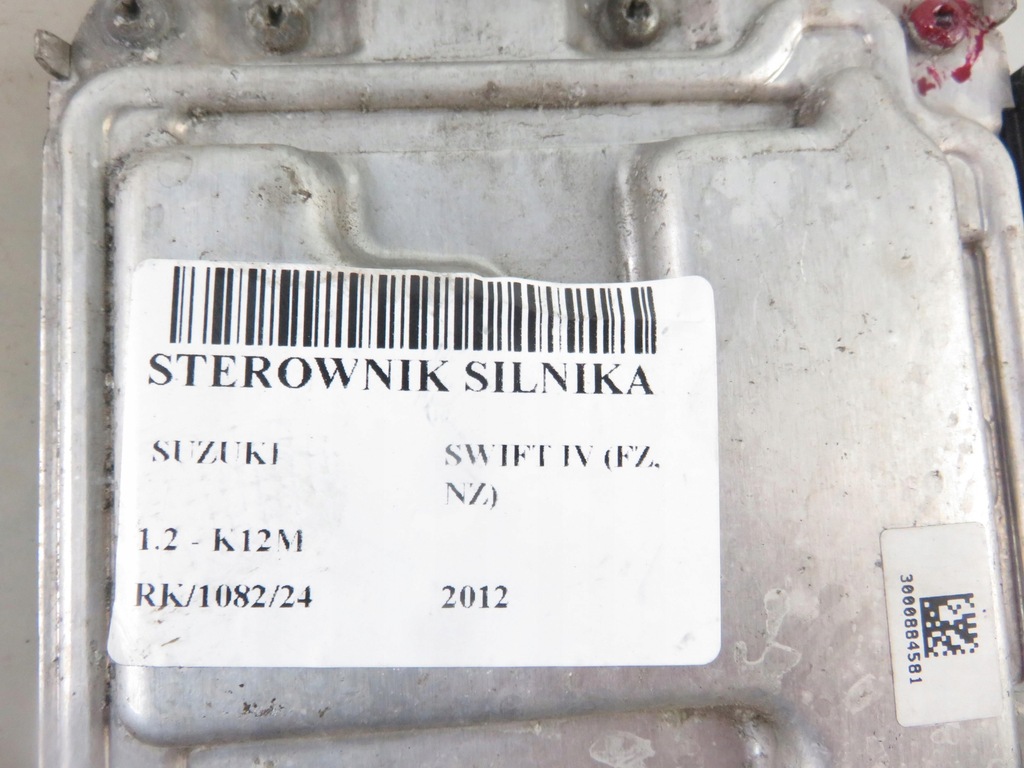 STEROWNIK SILNIKA
SUZUKI
SWIFT IV (FZ,
NZ)
1.2 - K12M
RK/1082/24
2012
3000884581